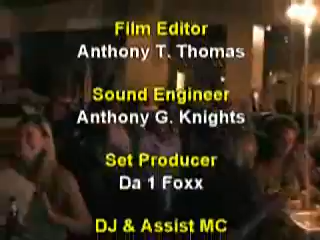 Film Editor
Anthony T. Thomas
Sound Engineer
Anthony G. Knights
Set Producer
Da 1 Foxx
DJ & Assist MC